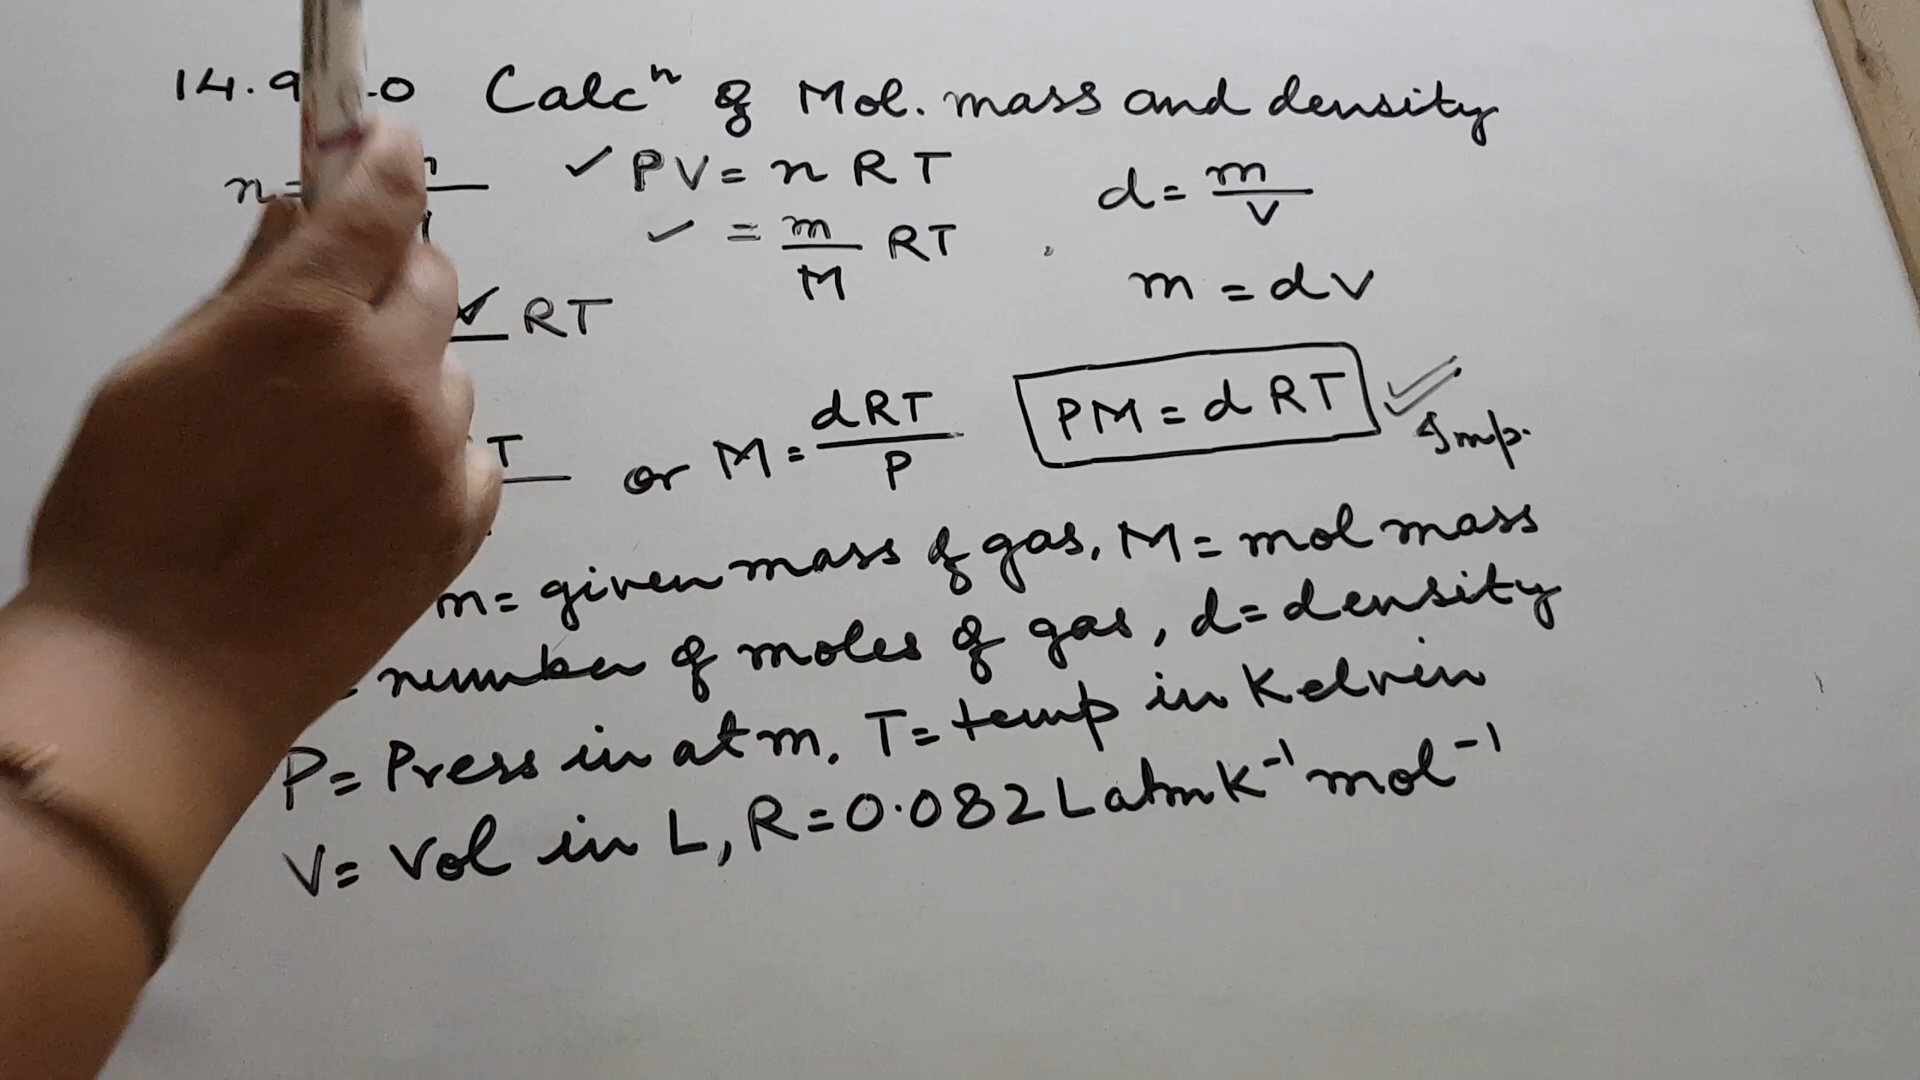 14.9 .0 Calcⁿ of Mol. mass and density
n= PV = n RT d = m/V
= m/M RT m = dV
RT
T or M = dRT/P PM = dRT Imp.
m = given mass of gas, M = mol mass
number of moles of gas, d = density
P = Press in atm, T = temp in Kelvin
V = Vol in L, R = 0.082 L atm K⁻¹ mol⁻¹